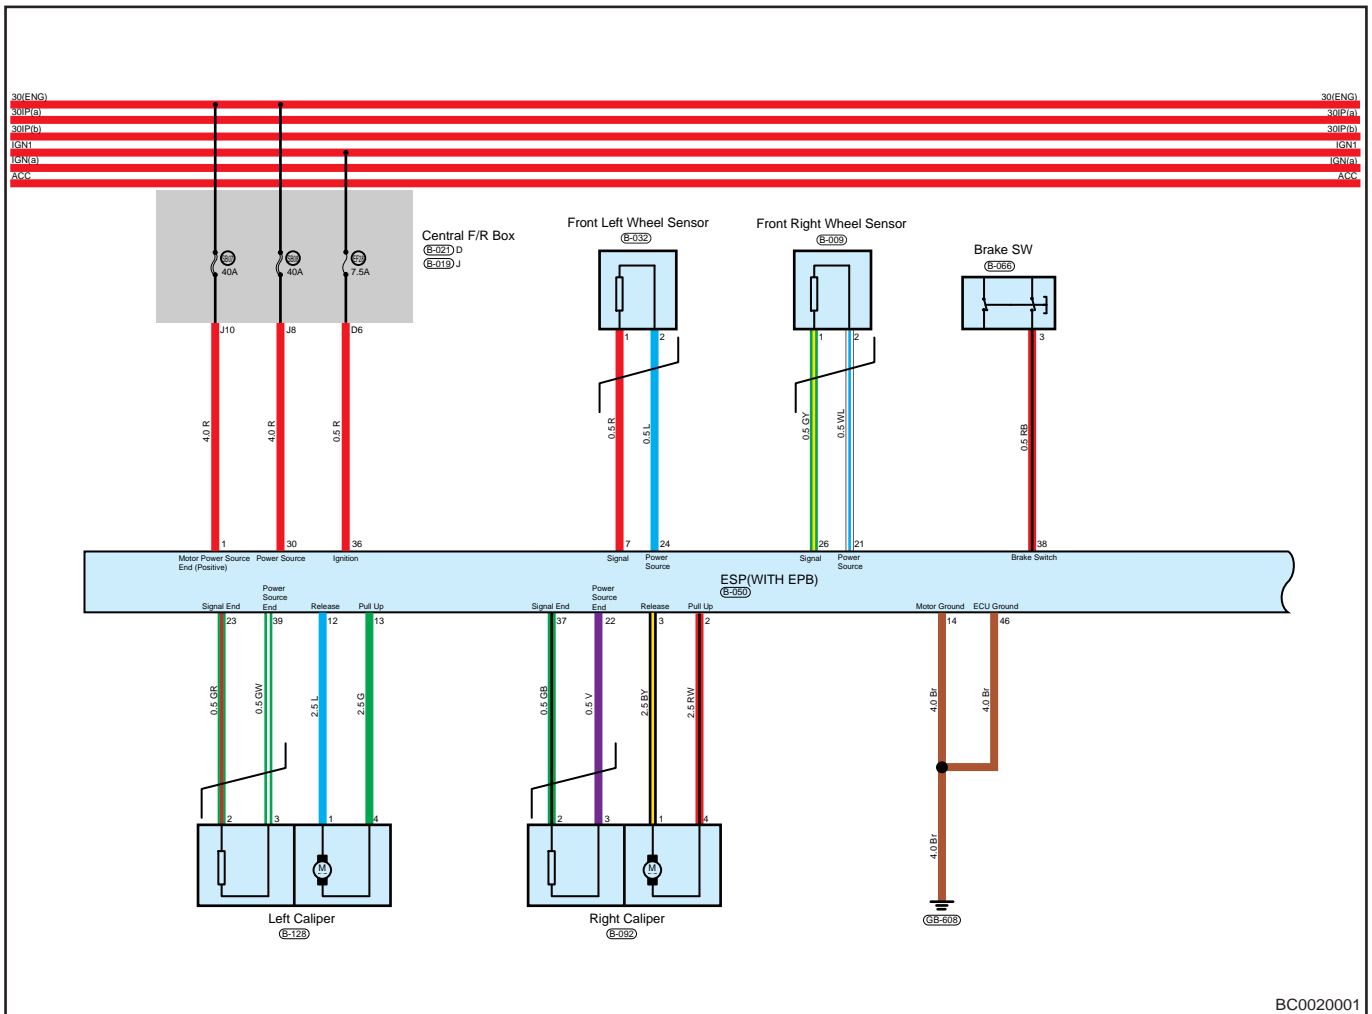 30(ENG) 30(ENG)
30IP(a) 30IP(a)
30IP(b) 30IP(b)
IGN1 IGN1
IGN(a) IGN(a)
ACC ACC
Central F/R Box
B-021 D
B-019 J
40A
40A
7.5A
J10
J8
D6
Front Left Wheel Sensor
B-032
1
2
Front Right Wheel Sensor
B-009
1
2
Brake SW
B-066
3
4.0 R
4.0 R
0.5 R
0.5 R
0.5 L
0.5 GY
0.5 WL
0.5 RB
1
30
36
7
24
26
21
38
Motor Power Source
End (Positive)
Power Source
Ignition
Signal
Power
Source
Signal
Power
Source
Brake Switch
ESP(WITH EPB)
B-050
Signal End
Power
Source
End
Release
Pull Up
Signal End
Power
Source
End
Release
Pull Up
Motor Ground
ECU Ground
23
39
12
13
37
22
3
2
14
46
0.5 GR
0.5 GW
2.5 L
2.5 G
0.5 GB
0.5 V
2.5 BY
2.5 RW
4.0 Br
4.0 Br
4.0 Br
2
3
1
4
2
3
1
4
M
M
Left Caliper
B-128
Right Caliper
B-092
GB-608
BC0020001